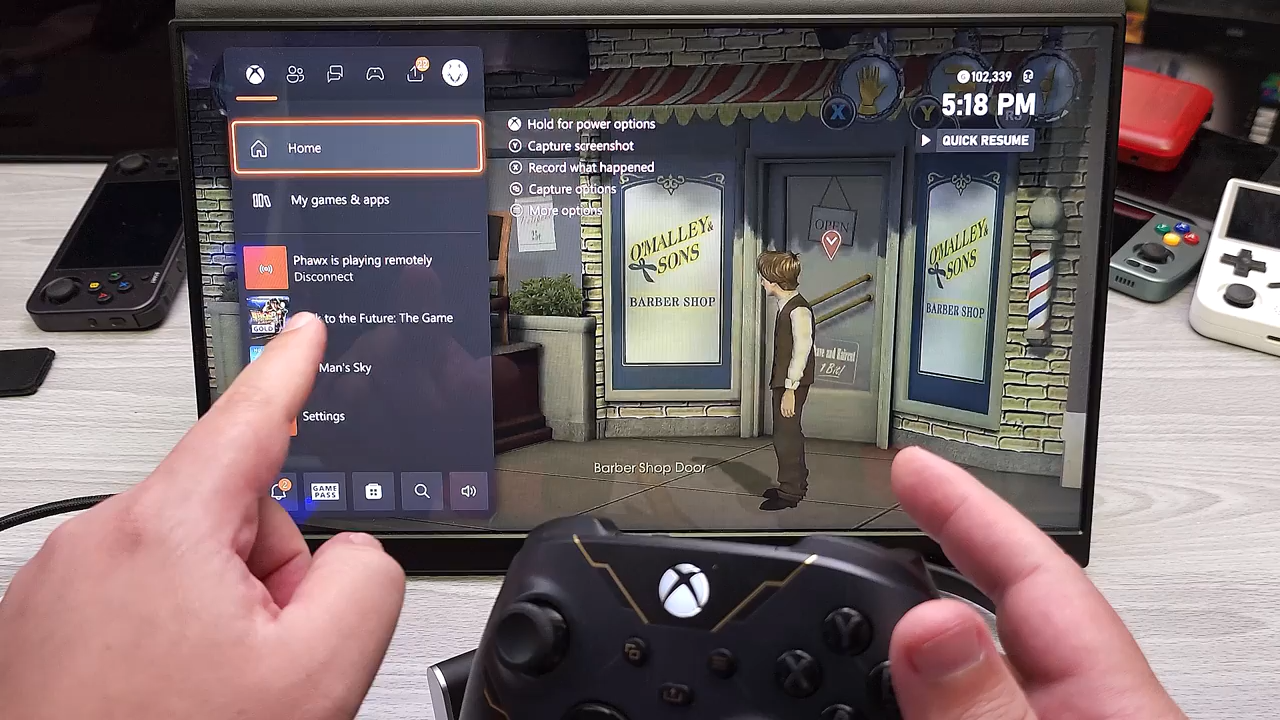 Home
My games & apps
Phawx is playing remotely
Disconnect
GOLD
k to the Future: The Game
Man's Sky
Settings
2
GAME
PASS
Hold for power options
Y Capture screenshot
X Record what happened
Capture options
More options
G 102,339
5:18 PM
QUICK RESUME
X
Y
OPEN
O'MALLEY&
SONS
BARBER SHOP
O'MALLEY&
SONS
BARBER SHOP
Barber Shop Door
Y
X